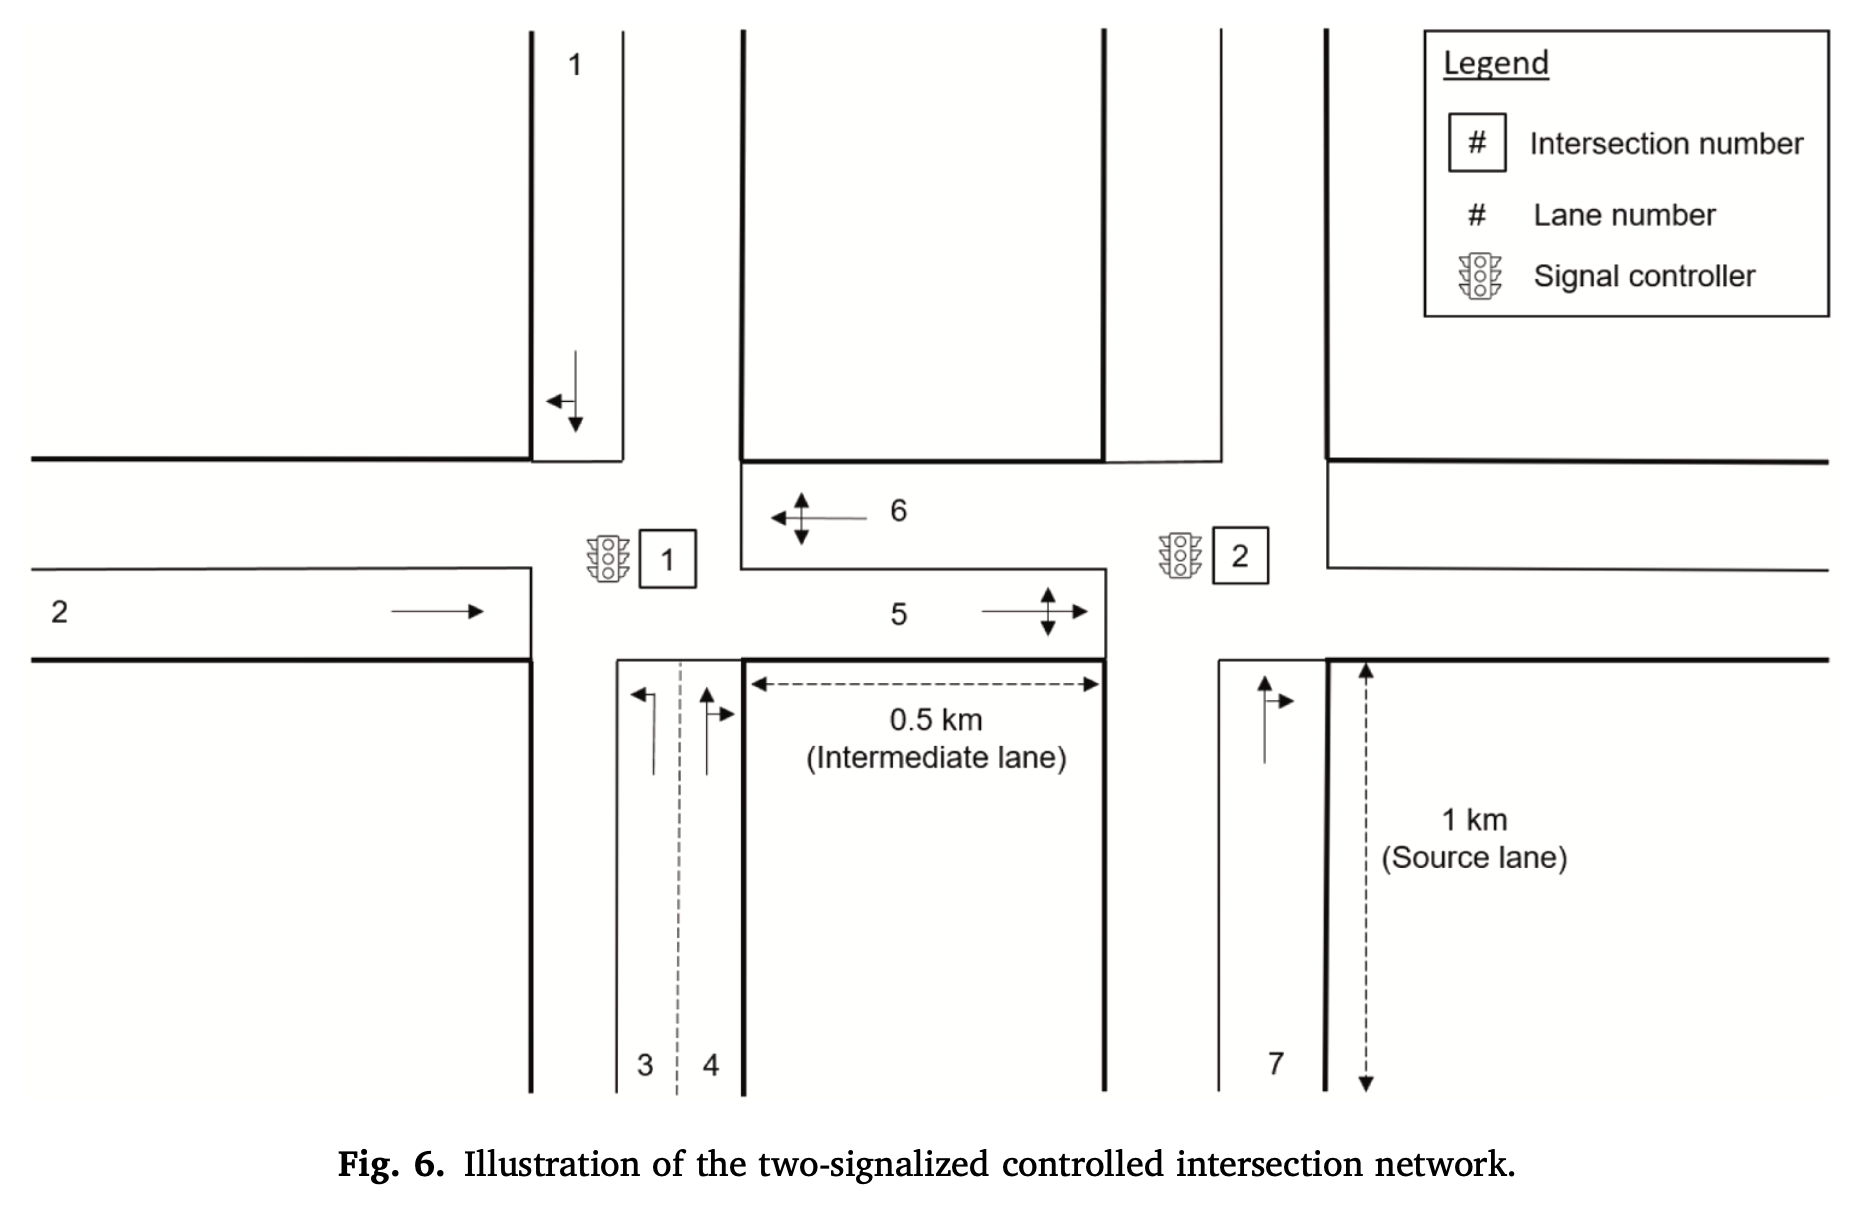 1
Legend
# Intersection number
# Lane number
Signal controller
6
1
2
2
5
0.5 km
(Intermediate lane)
1 km
(Source lane)
3
4
7
Fig. 6. Illustration of the two-signalized controlled intersection network.